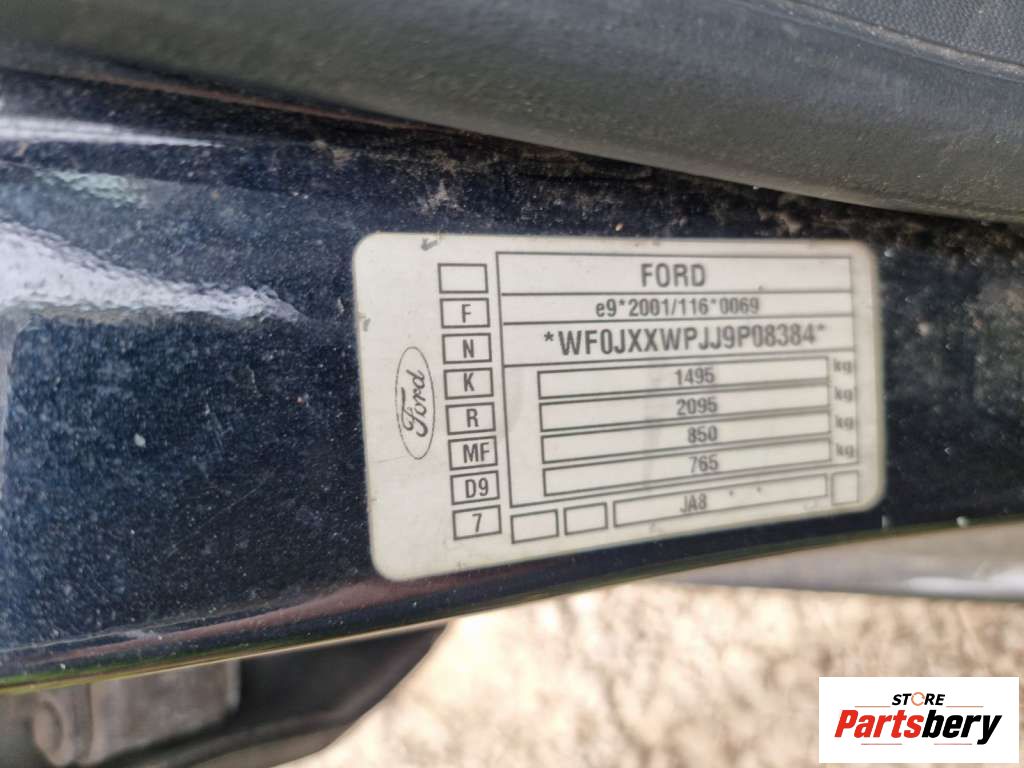 FORD
e9*2001/116*0069
*WF0JXXWPJJ9P08384*
F
N
K
R
MF
D9
7
1495 kg
2095 kg
850 kg
765 kg
JA8
Ford
STORE
Partsbery